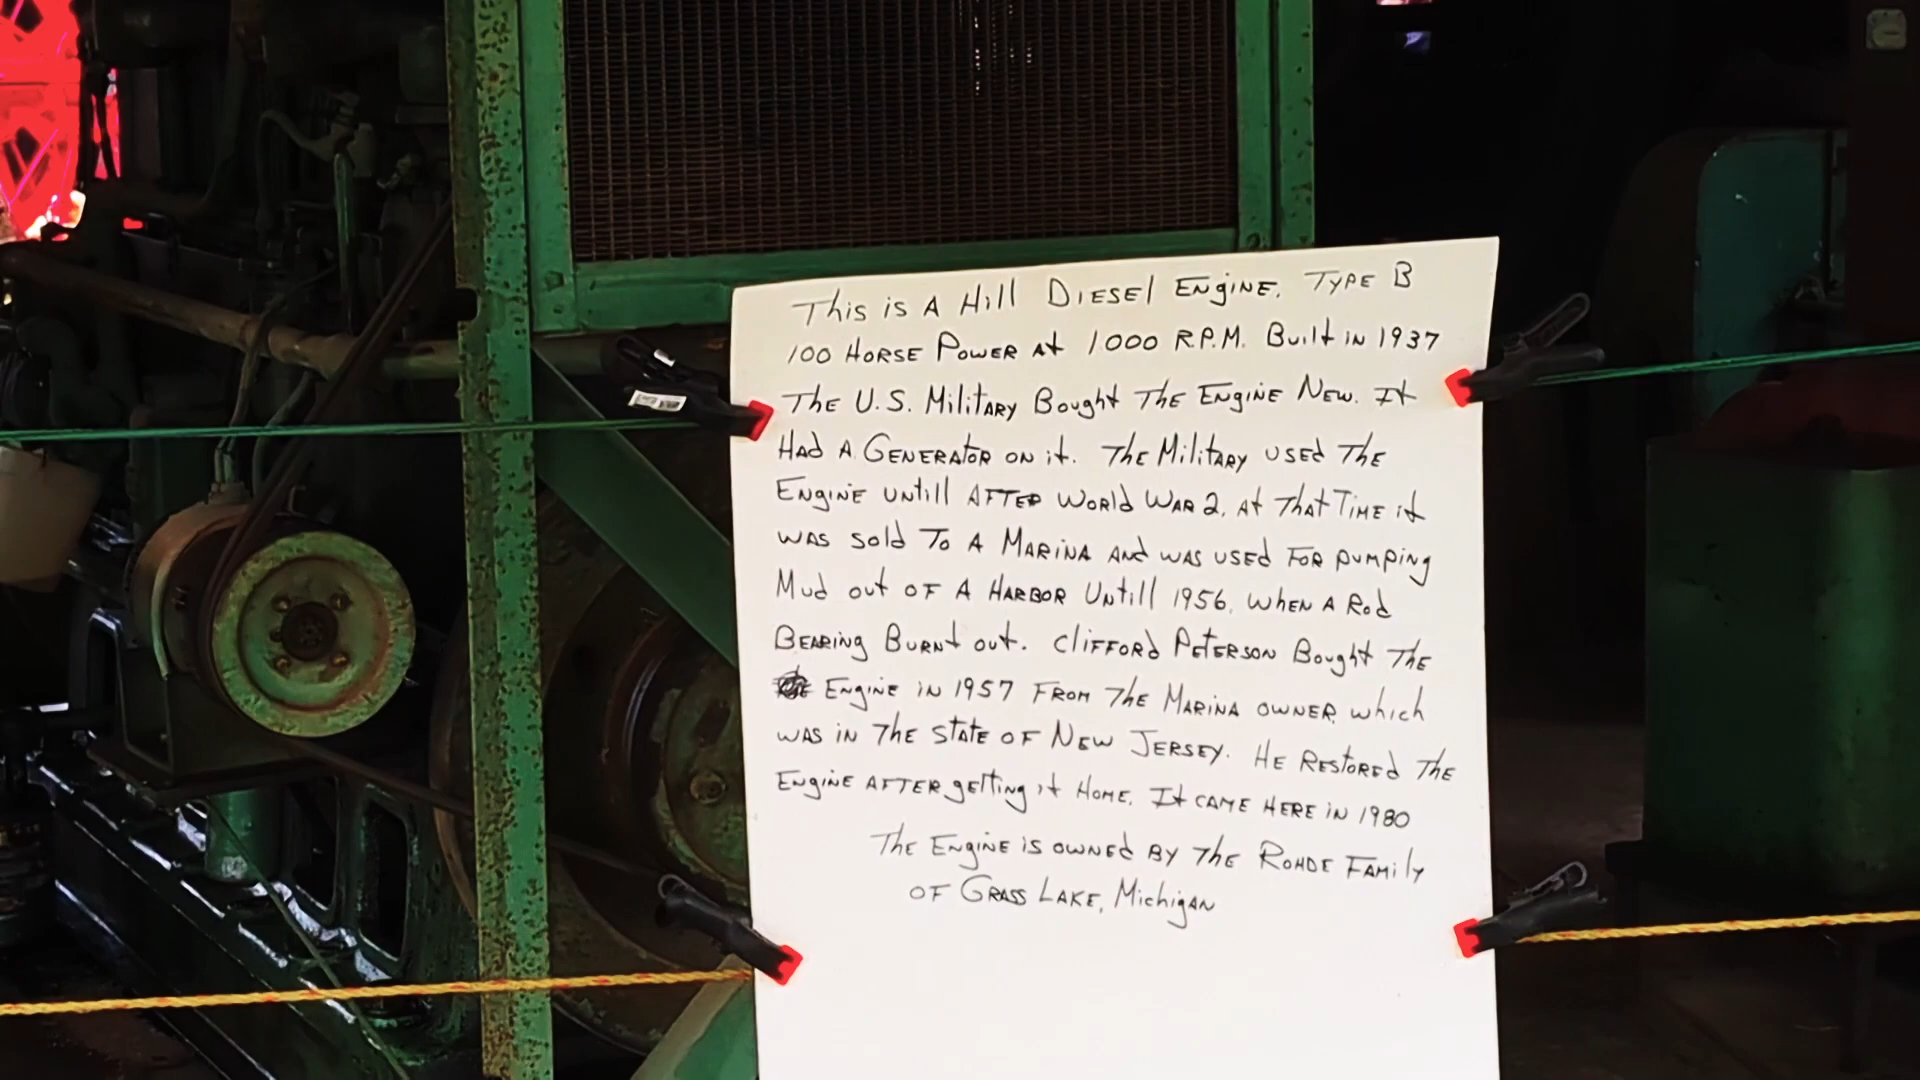 This is A Hill Diesel Engine. Type B
100 Horse Power at 1000 R.P.M. Built in 1937
The U.S. Military Bought The Engine New. It
Had A Generator on it. The Military used The
Engine untill After World War 2. At That Time it
was sold To A Marina and was used for pumping
Mud out of A Harbor Untill 1956, when A Rod
Bearing Burnt out. Clifford Peterson Bought The
Engine in 1957 From The Marina owner which
was in The State of New Jersey. He Restored The
Engine after getting it Home. It came here in 1980
The Engine is owned by The Rohde Family
of Grass Lake, Michigan